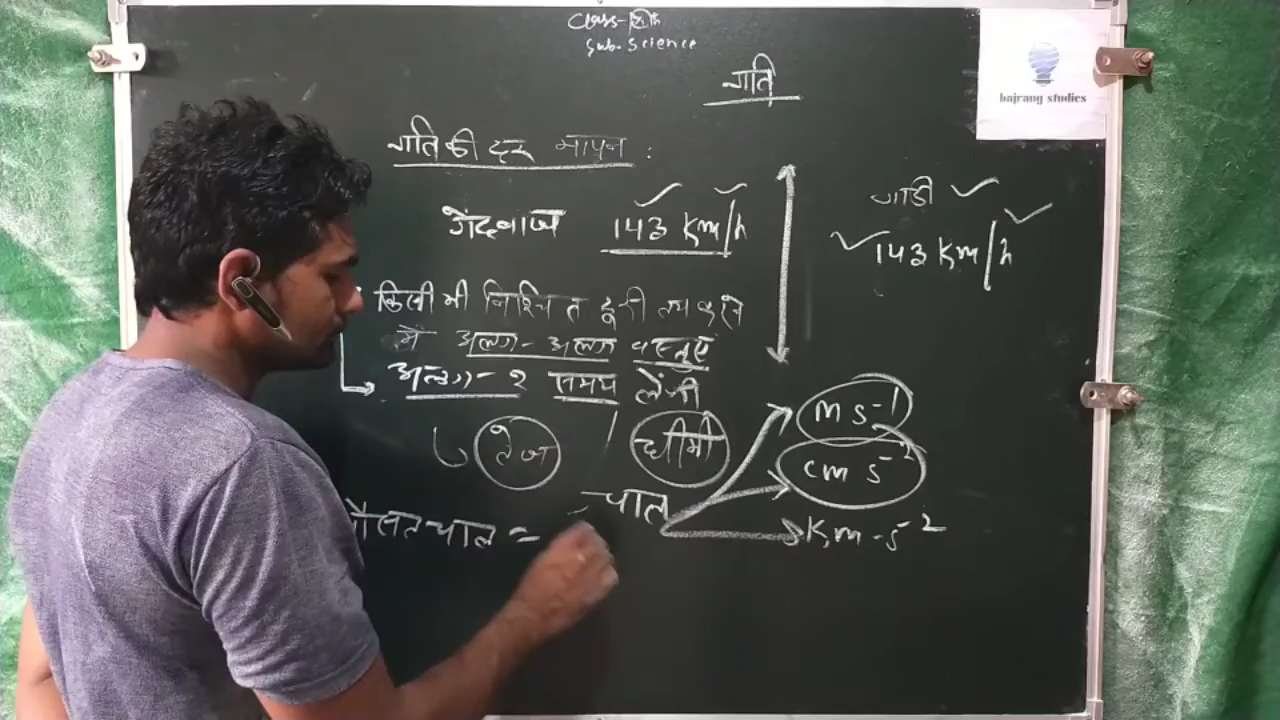 Class-9th
Sub. Science
गति
bajrang studies
गति की दर मापन :
गेंदबाज 143 Km/h
गाडी
143 Km/h
किसी भी निश्चित दूरी तय करने
में अलग-अलग वस्तुएं
अलग-२ समय लेंगी
तेज धीमी
m s-1
cm s-2
चाल
Km-s-2
औसत चाल =